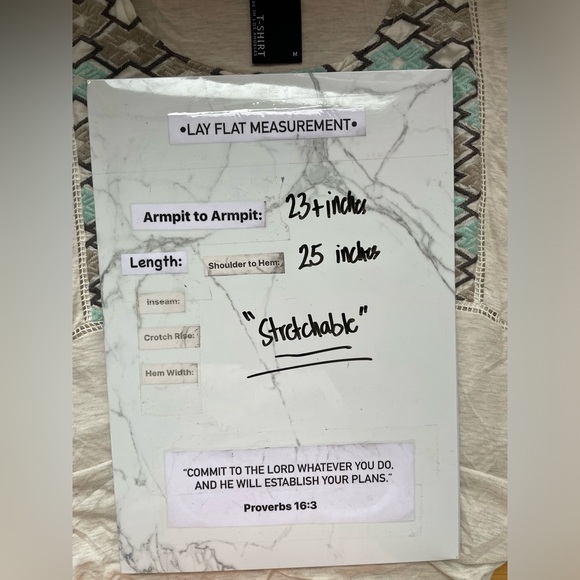 T-SHIRT
M
•LAY FLAT MEASUREMENT•
Armpit to Armpit: 23+inches
Length: Shoulder to Hem: 25 inches
inseam:
Crotch Rise:
Hem Width:
"Stretchable"
"COMMIT TO THE LORD WHATEVER YOU DO,
AND HE WILL ESTABLISH YOUR PLANS."
Proverbs 16:3